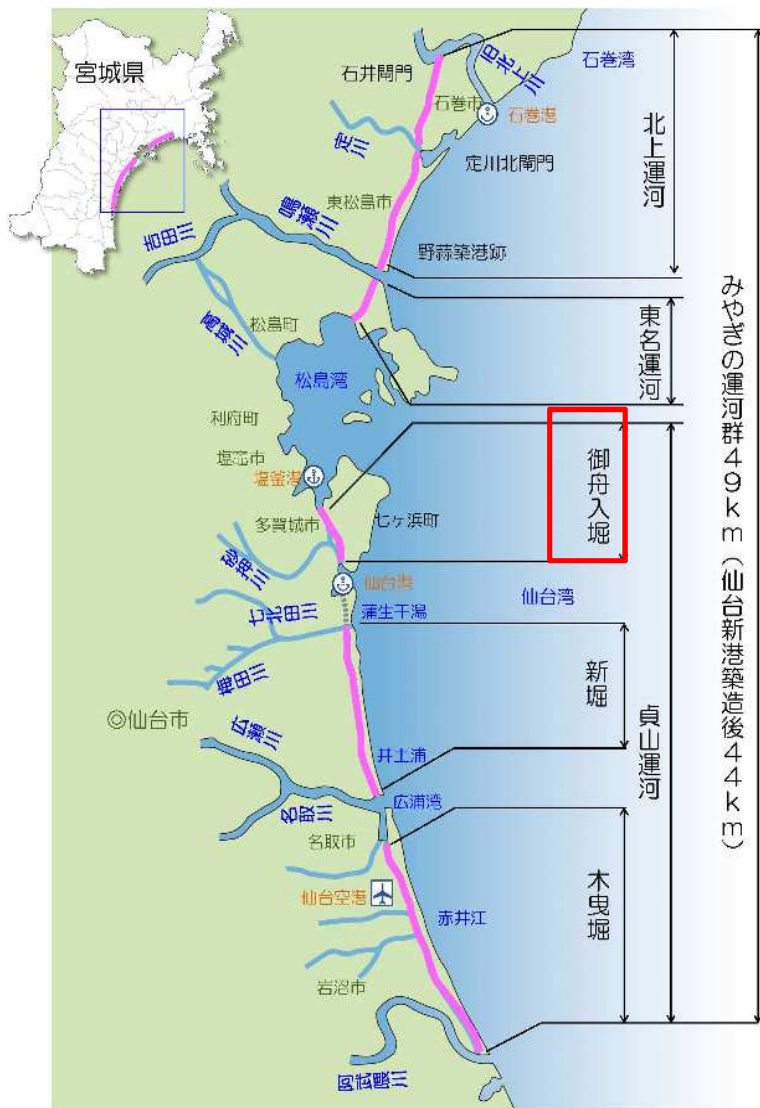 宮城県
石井閘門
旧北上川
石巻湾
石巻市
石巻港
定川
定川北閘門
北上運河
東松島市
鳴瀬川
吉田川
野蒜築港跡
高城川
松島町
東名運河
松島湾
利府町
塩竈市
塩釜港
御舟入堀
多賀城市
七ヶ浜町
砂押川
仙台港
仙台湾
七北田川
蒲生干潟
梅田川
新堀
◎仙台市
広瀬川
井土浦
貞山運河
名取川
広浦湾
名取市
仙台空港
赤井江
木曳堀
岩沼市
阿武隈川
みやぎの運河群49km(仙台新港築造後44km)